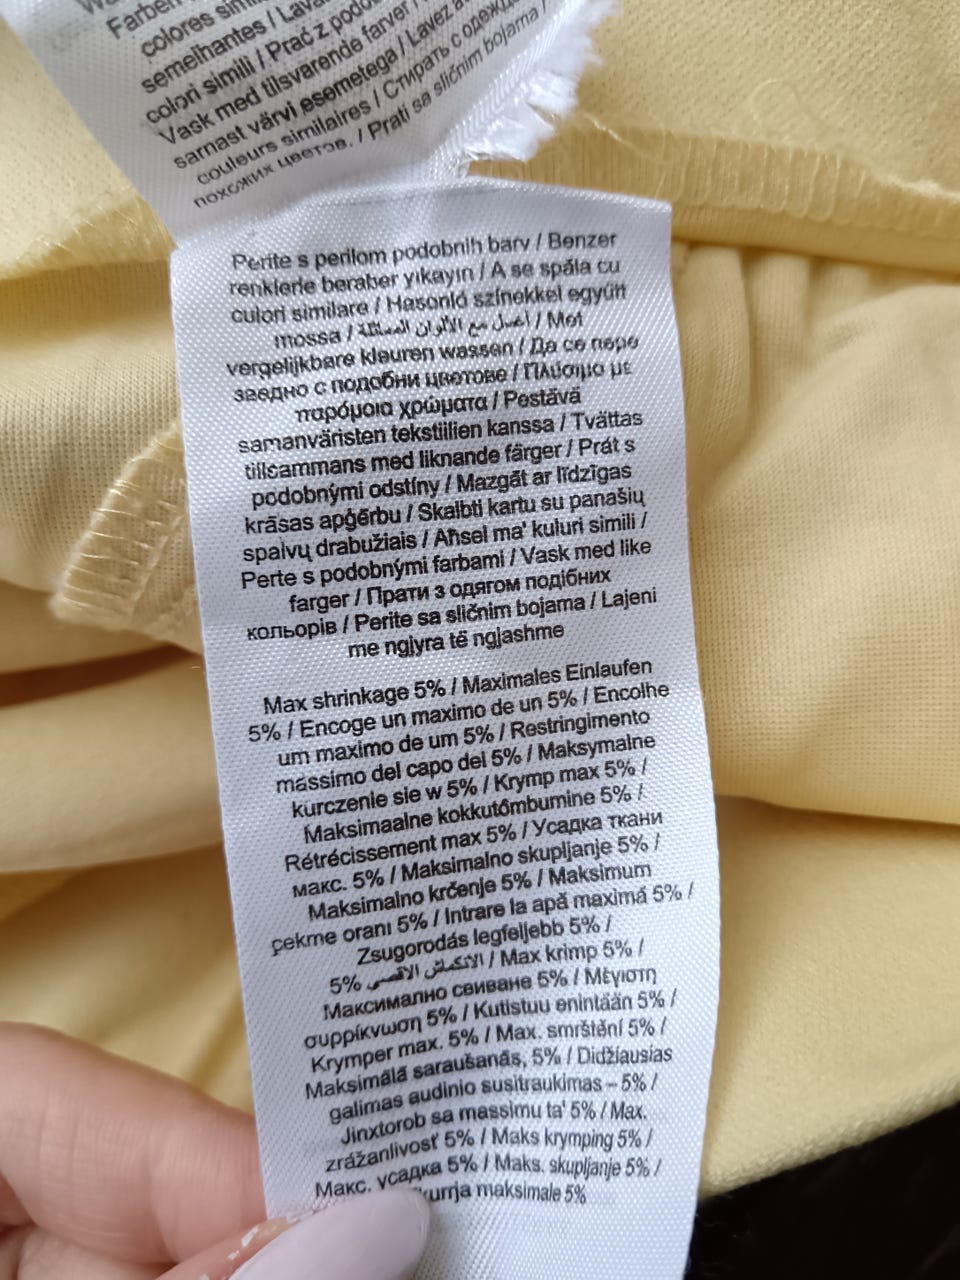 Farben
colores simil
semelhantes / Lava
colori simili / Prać z podo
Vask med tilsvarende farver /
sarnast värvi esemetega / Lavez a
couleurs similaires / Стирать с одежд
похожих цветов. / Prati sa sličnim bojama /
Perite s perilom podobnih barv / Benzer
renklerle beraber yıkayın / A se spăla cu
culori similare / Hasonló színekkel együtt
mossa / اغسل مع الألوان المماثلة / Met
vergelijkbare kleuren wassen / Да се пере
заедно с подобни цветове / Πλύσιμο με
παρόμοια χρώματα / Pestävä
samanväristen tekstiilien kanssa / Tvättas
tillsammans med liknande färger / Prát s
podobnými odstíny / Mazgāt ar līdzīgas
krāsas apģērbu / Skalbti kartu su panašių
spalvų drabužiais / Aħsel ma' kuluri simili /
Perte s podobnými farbami / Vask med like
farger / Прати з одягом подібних
кольорів / Perite sa sličnim bojama / Lajeni
me ngjyra të ngjashme
Max shrinkage 5% / Maximales Einlaufen
5% / Encoge un maximo de un 5% / Encolhe
um maximo de um 5% / Restringimento
massimo del capo del 5% / Maksymalne
kurczenie sie w 5% / Krymp max 5% /
Maksimaalne kokkutõmbumine 5% /
Rétrécissement max 5% / Усадка ткани
макс. 5% / Maksimalno skupljanje 5% /
Maksimalno krčenje 5% / Maksimum
çekme oranı 5% / Intrare la apă maximă 5% /
Zsugorodás legfeljebb 5% /
5% الانكماش الأقصى / Max krimp 5% /
Максимално свиване 5% / Μέγιστη
συρρίκνωση 5% / Kutistuu enintään 5% /
Krymper max. 5% / Max. smrštění 5% /
Maksimālā saraušanās, 5% / Didžiausias
galimas audinio susitraukimas – 5% /
Jinxtorob sa massimu ta' 5% / Max.
zrážanlivosť 5% / Maks krymping 5% /
Макс. усадка 5% / Maks. skupljanje 5% /
kurrja maksimale 5%